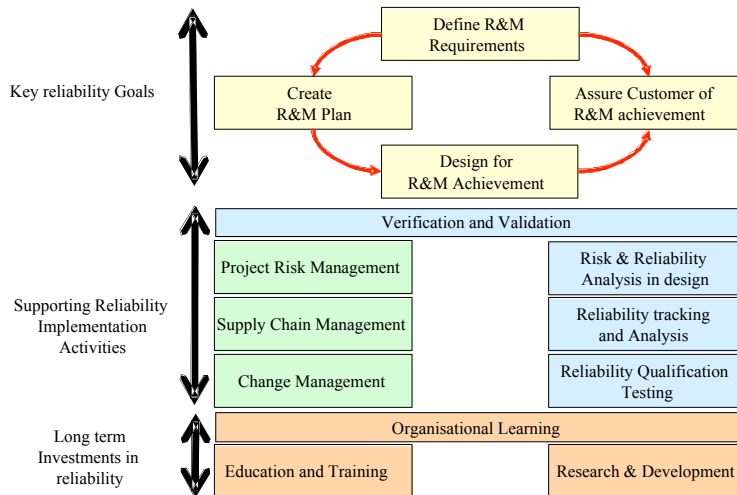 Define R&M
Requirements
Key reliability Goals
Create
R&M Plan
Assure Customer of
R&M achievement
Design for
R&M Achievement
Verification and Validation
Supporting Reliability
Implementation
Activities
Project Risk Management
Risk & Reliability
Analysis in design
Supply Chain Management
Reliability tracking
and Analysis
Change Management
Reliability Qualification
Testing
Long term
Investments in
reliability
Organisational Learning
Education and Training
Research & Development